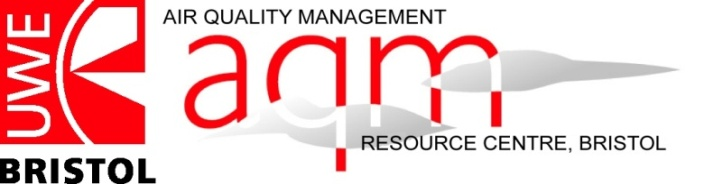 UWE
BRISTOL
AIR QUALITY MANAGEMENT
aqm
RESOURCE CENTRE, BRISTOL